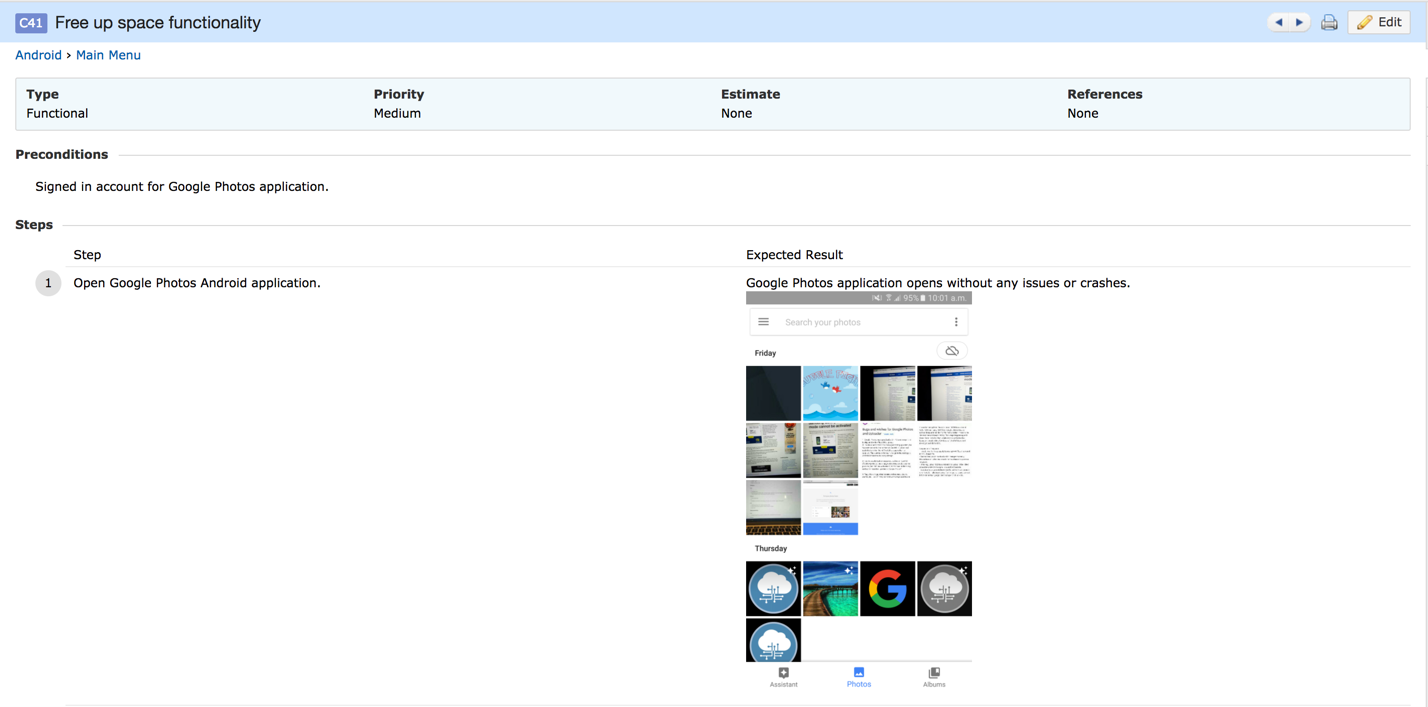 C41 Free up space functionality
Edit
Android > Main Menu
Type Priority Estimate References
Functional Medium None None
Preconditions
Signed in account for Google Photos application.
Steps
Step Expected Result
1 Open Google Photos Android application. Google Photos application opens without any issues or crashes.
95% 10:01 a.m.
Search your photos
Friday
Thursday
Assistant Photos Albums